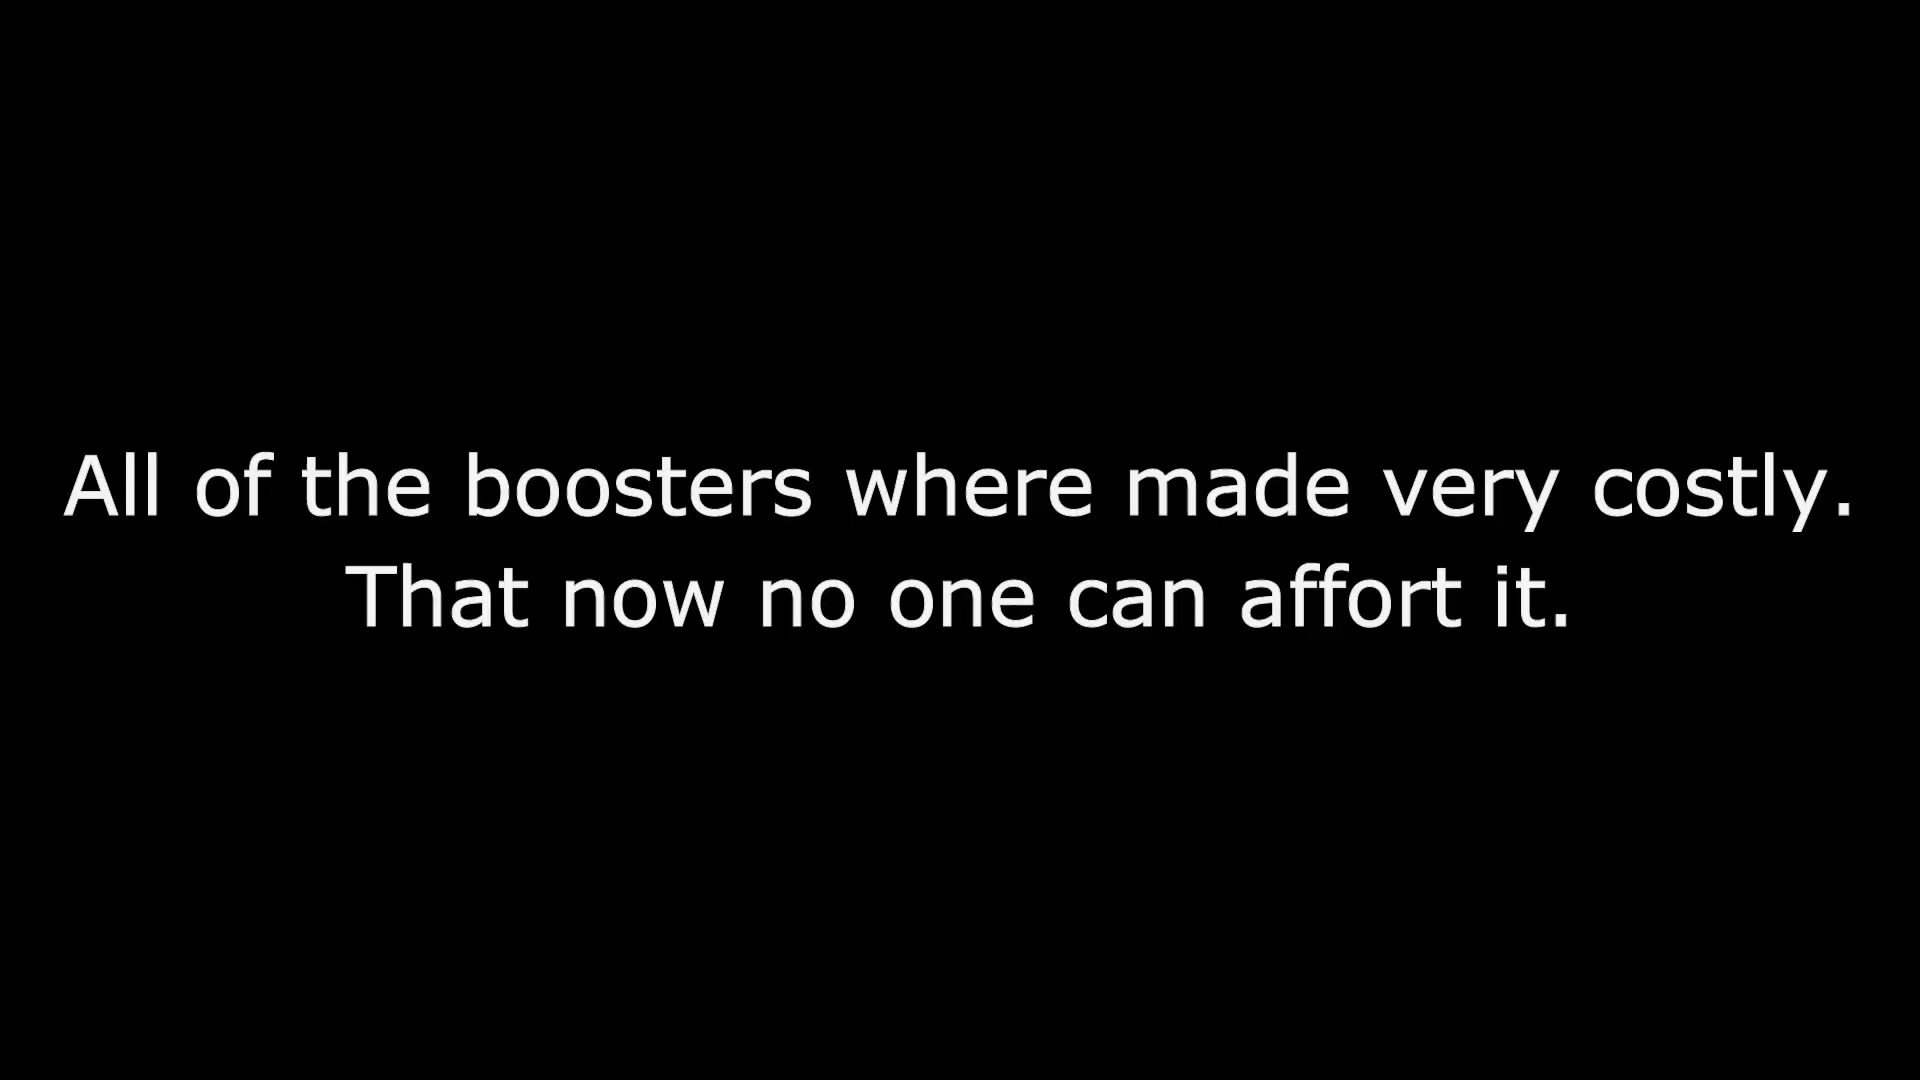 All of the boosters where made very costly.
That now no one can affort it.